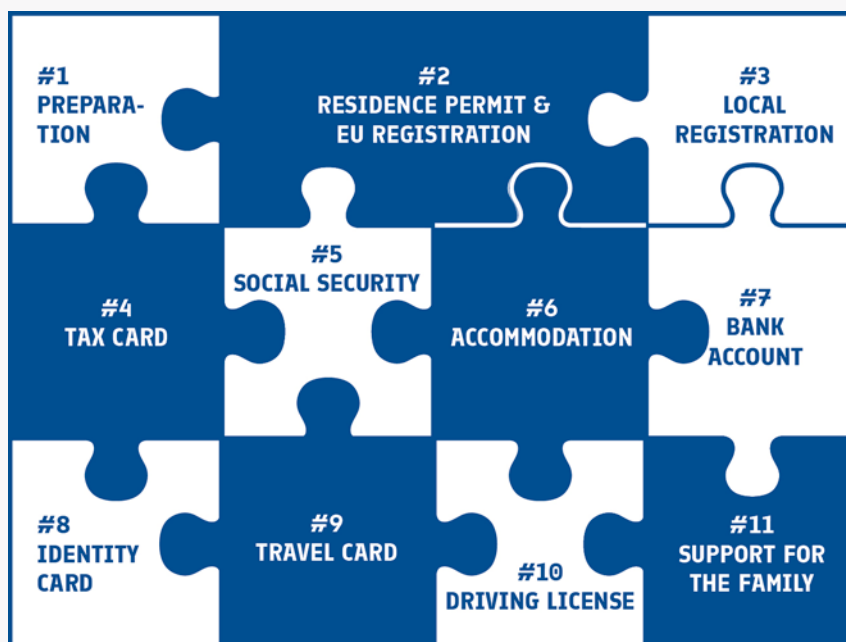 #1
PREPARA-
TION
#2
RESIDENCE PERMIT &
EU REGISTRATION
#3
LOCAL
REGISTRATION
#4
TAX CARD
#5
SOCIAL SECURITY
#6
ACCOMMODATION
#7
BANK
ACCOUNT
#8
IDENTITY
CARD
#9
TRAVEL CARD
#10
DRIVING LICENSE
#11
SUPPORT FOR
THE FAMILY